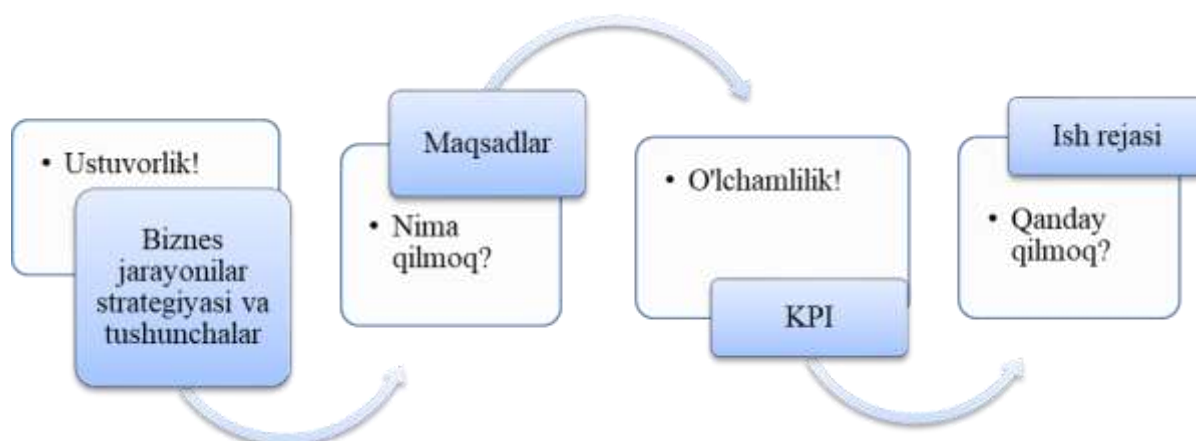 • Ustuvorlik!
Biznes
jarayonilar
strategiyasi va
tushunchalar
Maqsadlar
• Nima
qilmoq?
• O'lchamlilik!
KPI
Ish rejasi
• Qanday
qilmoq?